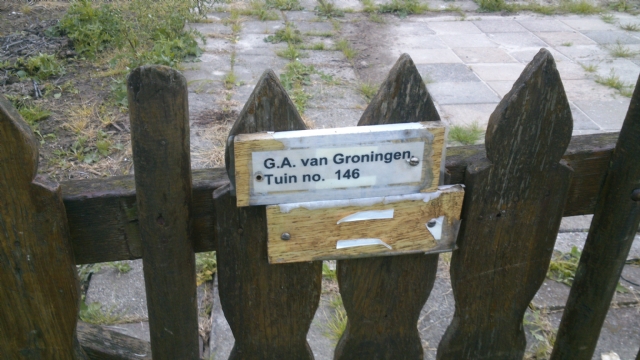 G.A. van Groningen
Tuin no. 146